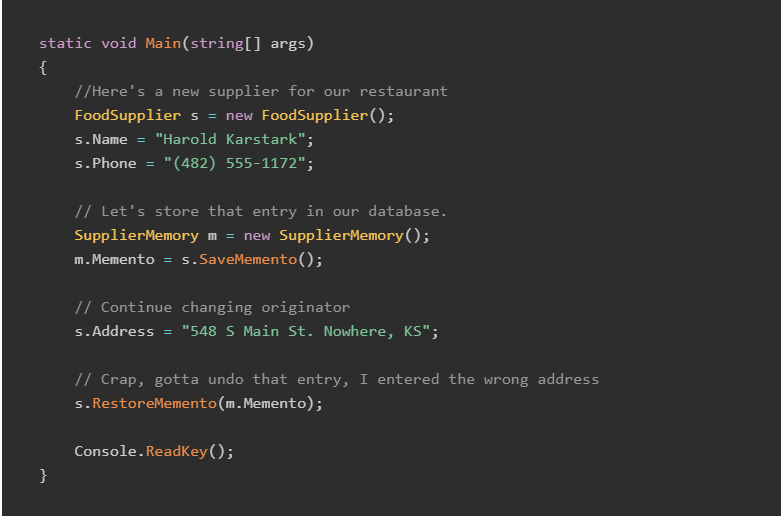 static void Main(string[] args)
{
    //Here's a new supplier for our restaurant
    FoodSupplier s = new FoodSupplier();
    s.Name = "Harold Karstark";
    s.Phone = "(482) 555-1172";

    // Let's store that entry in our database.
    SupplierMemory m = new SupplierMemory();
    m.Memento = s.SaveMemento();

    // Continue changing originator
    s.Address = "548 S Main St. Nowhere, KS";

    // Crap, gotta undo that entry, I entered the wrong address
    s.RestoreMemento(m.Memento);

    Console.ReadKey();
}